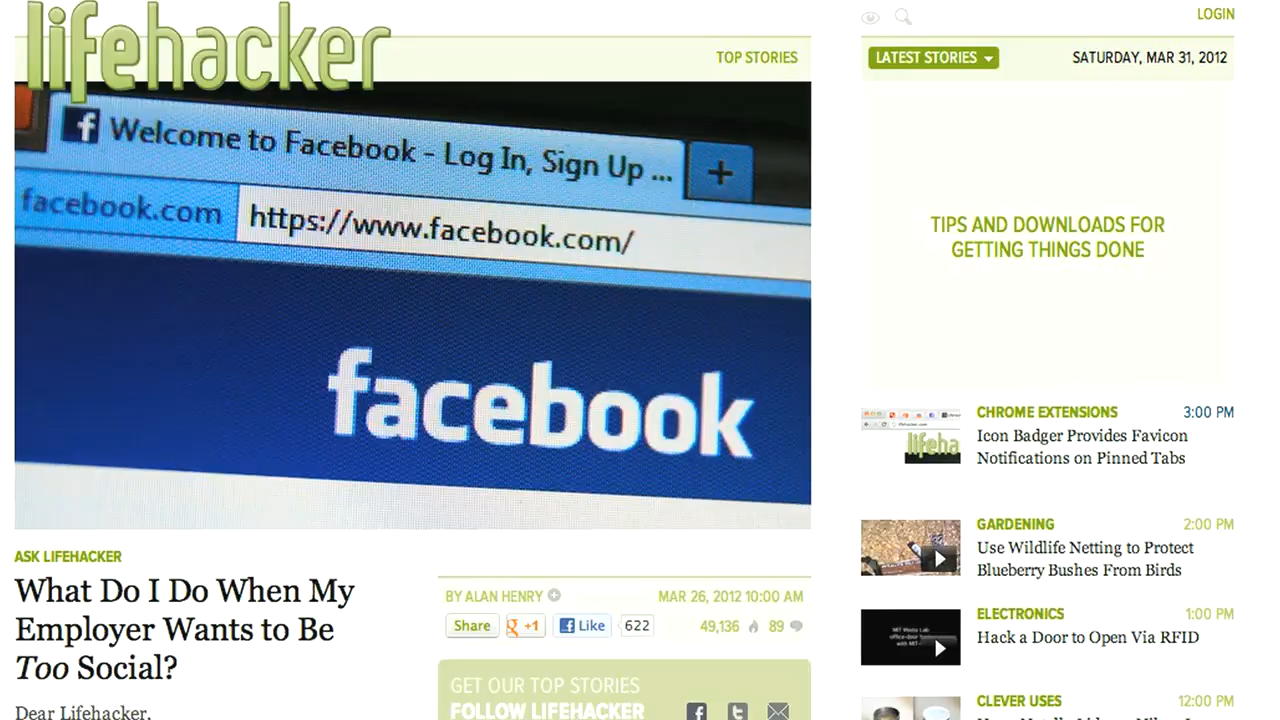 lifehacker
TOP STORIES
Welcome to Facebook - Log In, Sign Up ...
+
facebook.com
https://www.facebook.com/
facebook
ASK LIFEHACKER
What Do I Do When My
Employer Wants to Be
Too Social?
Dear Lifehacker,
BY ALAN HENRY
MAR 26, 2012 10:00 AM
Share
g +1
Like
622
49,136
89
GET OUR TOP STORIES
FOLLOW LIFEHACKER
LOGIN
LATEST STORIES
SATURDAY, MAR 31, 2012
TIPS AND DOWNLOADS FOR
GETTING THINGS DONE
lifeha
CHROME EXTENSIONS
3:00 PM
Icon Badger Provides Favicon
Notifications on Pinned Tabs
GARDENING
2:00 PM
Use Wildlife Netting to Protect
Blueberry Bushes From Birds
ELECTRONICS
1:00 PM
Hack a Door to Open Via RFID
CLEVER USES
12:00 PM